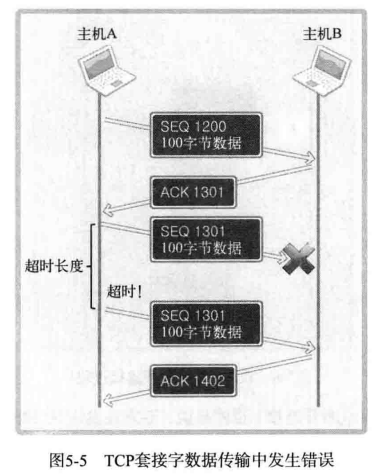 主机A
主机B
SEQ 1200
100字节数据
ACK 1301
SEQ 1301
100字节数据
超时长度
超时!
SEQ 1301
100字节数据
ACK 1402
图5-5 TCP套接字数据传输中发生错误